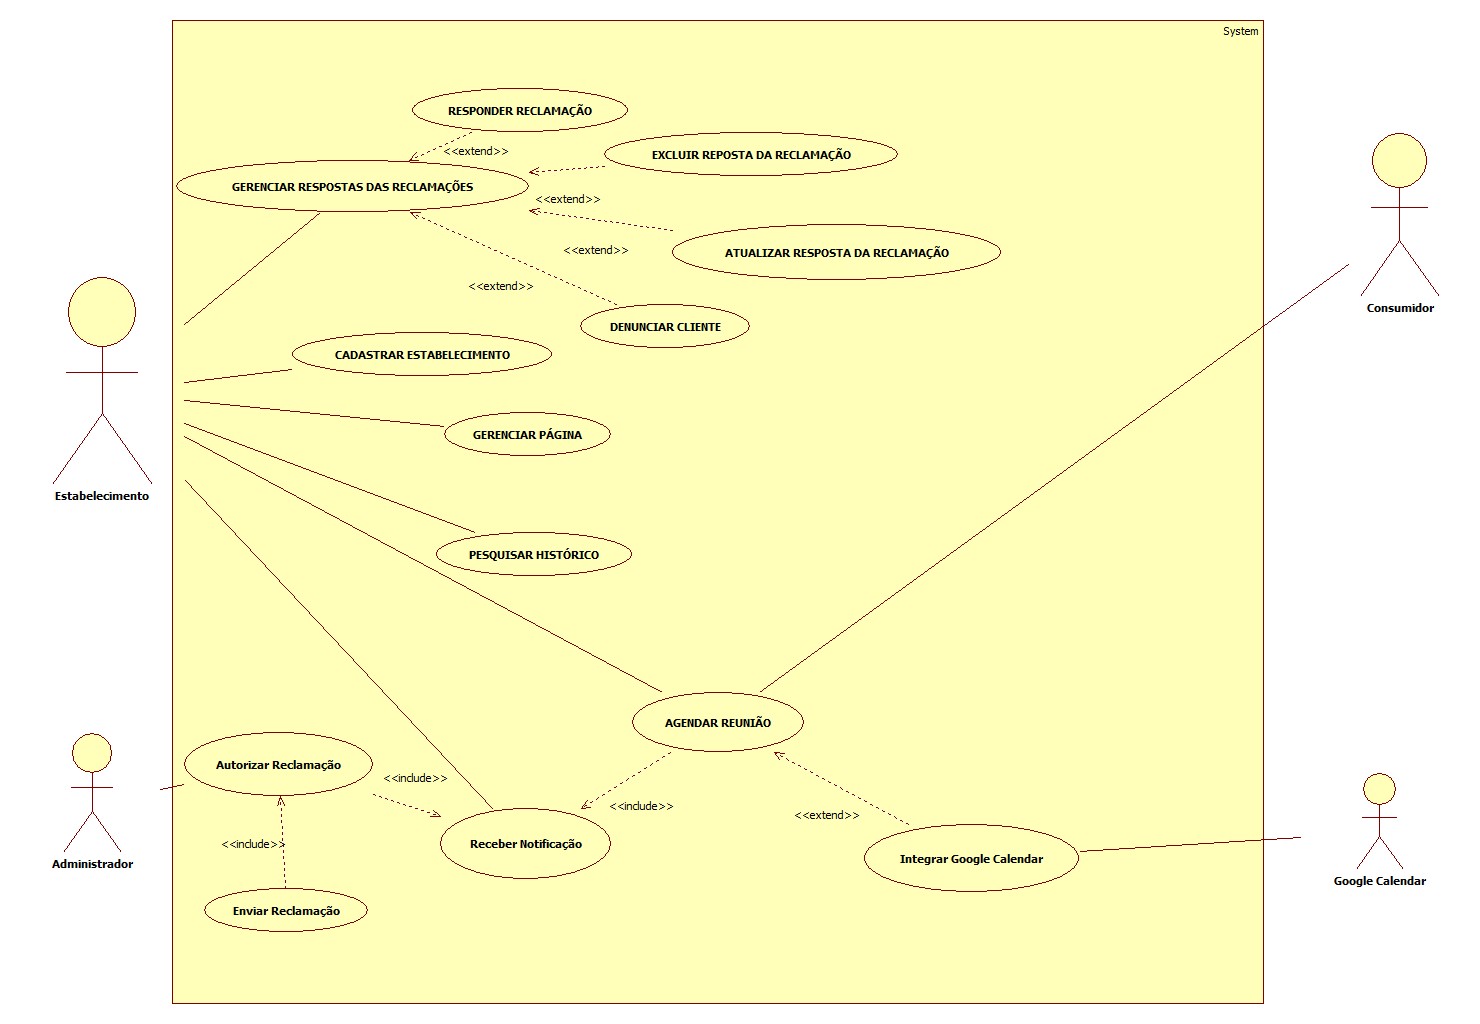 System
RESPONDER RECLAMAÇÃO
<<extend>>
EXCLUIR REPOSTA DA RECLAMAÇÃO
GERENCIAR RESPOSTAS DAS RECLAMAÇÕES
<<extend>>
<<extend>>
ATUALIZAR RESPOSTA DA RECLAMAÇÃO
<<extend>>
Consumidor
DENUNCIAR CLIENTE
CADASTRAR ESTABELECIMENTO
GERENCIAR PÁGINA
Estabelecimento
PESQUISAR HISTÓRICO
AGENDAR REUNIÃO
Autorizar Reclamação
<<include>>
<<include>>
<<extend>>
<<include>>
Receber Notificação
Integrar Google Calendar
Administrador
Google Calendar
Enviar Reclamação